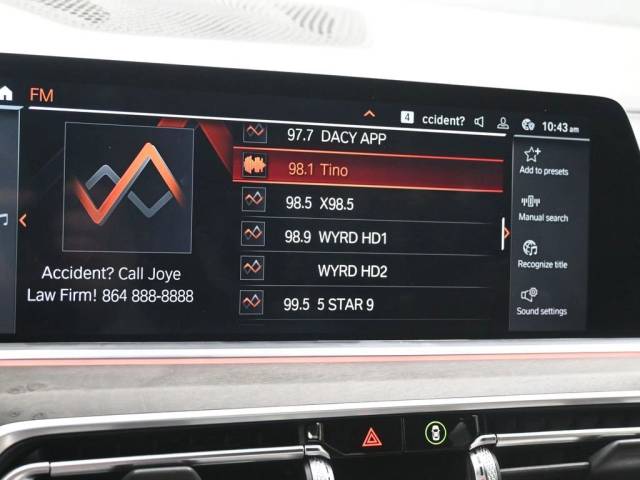 FM
4 ccident? 10:43 am
97.7 DACY APP
98.1 Tino
98.5 X98.5
98.9 WYRD HD1
WYRD HD2
99.5 5 STAR 9
Accident? Call Joye
Law Firm! 864 888-8888
Add to presets
Manual search
Recognize title
Sound settings